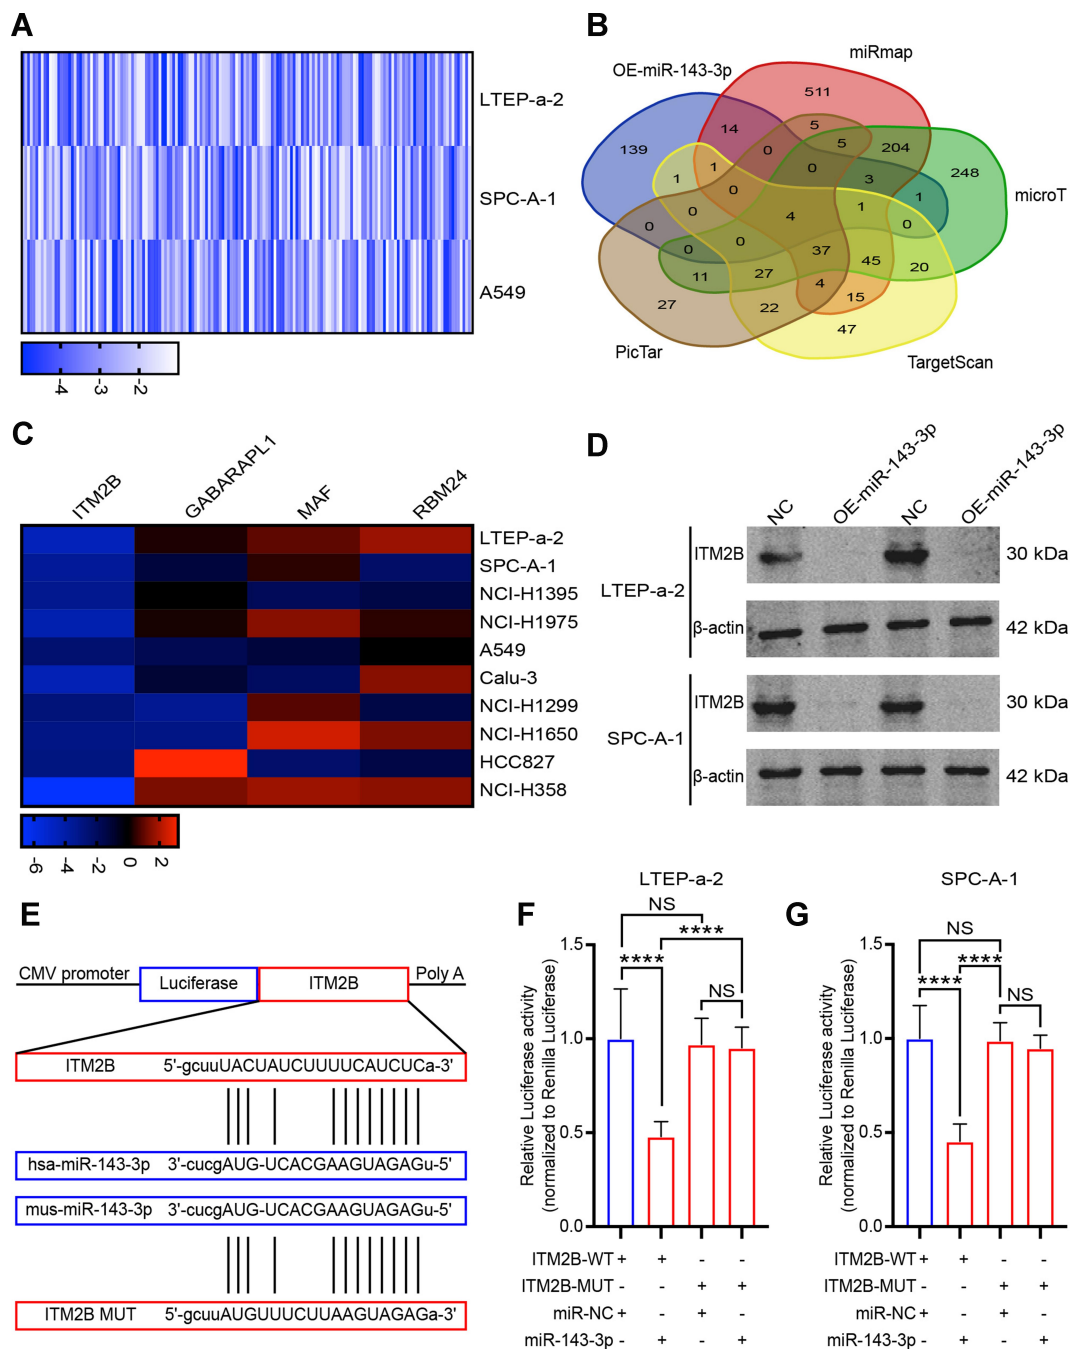 A
LTEP-a-2
SPC-A-1
A549
-4 -3 -2
B
OE-miR-143-3p
miRmap
microT
TargetScan
PicTar
511
14
5
139
0
5
204
1
1
0
3
248
0
0
4
1
1
0
0
0
37
0
11
27
45
20
27
22
4
15
47
C
ITM2B
GABARAPL1
MAF
RBM24
LTEP-a-2
SPC-A-1
NCI-H1395
NCI-H1975
A549
Calu-3
NCI-H1299
NCI-H1650
HCC827
NCI-H358
-6 -4 -2 0 2
D
NC
OE-miR-143-3p
NC
OE-miR-143-3p
LTEP-a-2
ITM2B
30 kDa
β-actin
42 kDa
SPC-A-1
ITM2B
30 kDa
β-actin
42 kDa
E
CMV promoter
Luciferase
ITM2B
Poly A
ITM2B 5'-gcuuUACUAUCUUUUCAUCUCa-3'
hsa-miR-143-3p 3'-cucgAUG-UCACGAAGUAGAGu-5'
mus-miR-143-3p 3'-cucgAUG-UCACGAAGUAGAGu-5'
ITM2B MUT 5'-gcuuAUGUUUCUUAAGUAGAGa-3'
F
LTEP-a-2
NS
****
****
NS
Relative Luciferase activity
(normalized to Renilla Luciferase)
1.5
1.0
0.5
0.0
ITM2B-WT + + - -
ITM2B-MUT - - + +
miR-NC + - + -
miR-143-3p - + - +
G
SPC-A-1
NS
****
****
NS
Relative Luciferase activity
(normalized to Renilla Luciferase)
1.5
1.0
0.5
0.0
ITM2B-WT + + - -
ITM2B-MUT - - + +
miR-NC + - + -
miR-143-3p - + - +